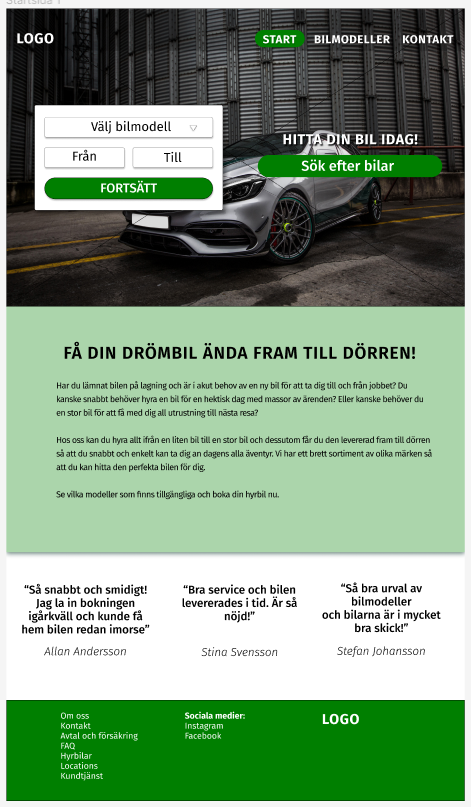 Startsida 1
LOGO
START BILMODELLER KONTAKT
Välj bilmodell
Från Till
FORTSÄTT
HITTA DIN BIL IDAG!
Sök efter bilar
FÅ DIN DRÖMBIL ÄNDA FRAM TILL DÖRREN!
Har du lämnat bilen på lagning och är i akut behov av en ny bil för att ta dig till och från jobbet? Du
kanske snabbt behöver hyra en bil för en hektisk dag med massor av ärenden? Eller kanske behöver du
en stor bil för att få med dig all utrustning till nästa resa?
Hos oss kan du hyra allt ifrån en liten bil till en stor bil och dessutom får du den levererad fram till dörren
så att du snabbt och enkelt kan ta dig an dagens alla äventyr. Vi har ett brett sortiment av olika märken så
att du kan hitta den perfekta bilen för dig.
Se vilka modeller som finns tillgängliga och boka din hyrbil nu.
“Så snabbt och smidigt!
Jag la in bokningen
igårkväll och kunde få
hem bilen redan imorse”
Allan Andersson
“Bra service och bilen
levererades i tid. Är så
nöjd!”
Stina Svensson
“Så bra urval av
bilmodeller
och bilarna är i mycket
bra skick!”
Stefan Johansson
Om oss
Kontakt
Avtal och försäkring
FAQ
Hyrbilar
Locations
Kundtjänst
Sociala medier:
Instagram
Facebook
LOGO